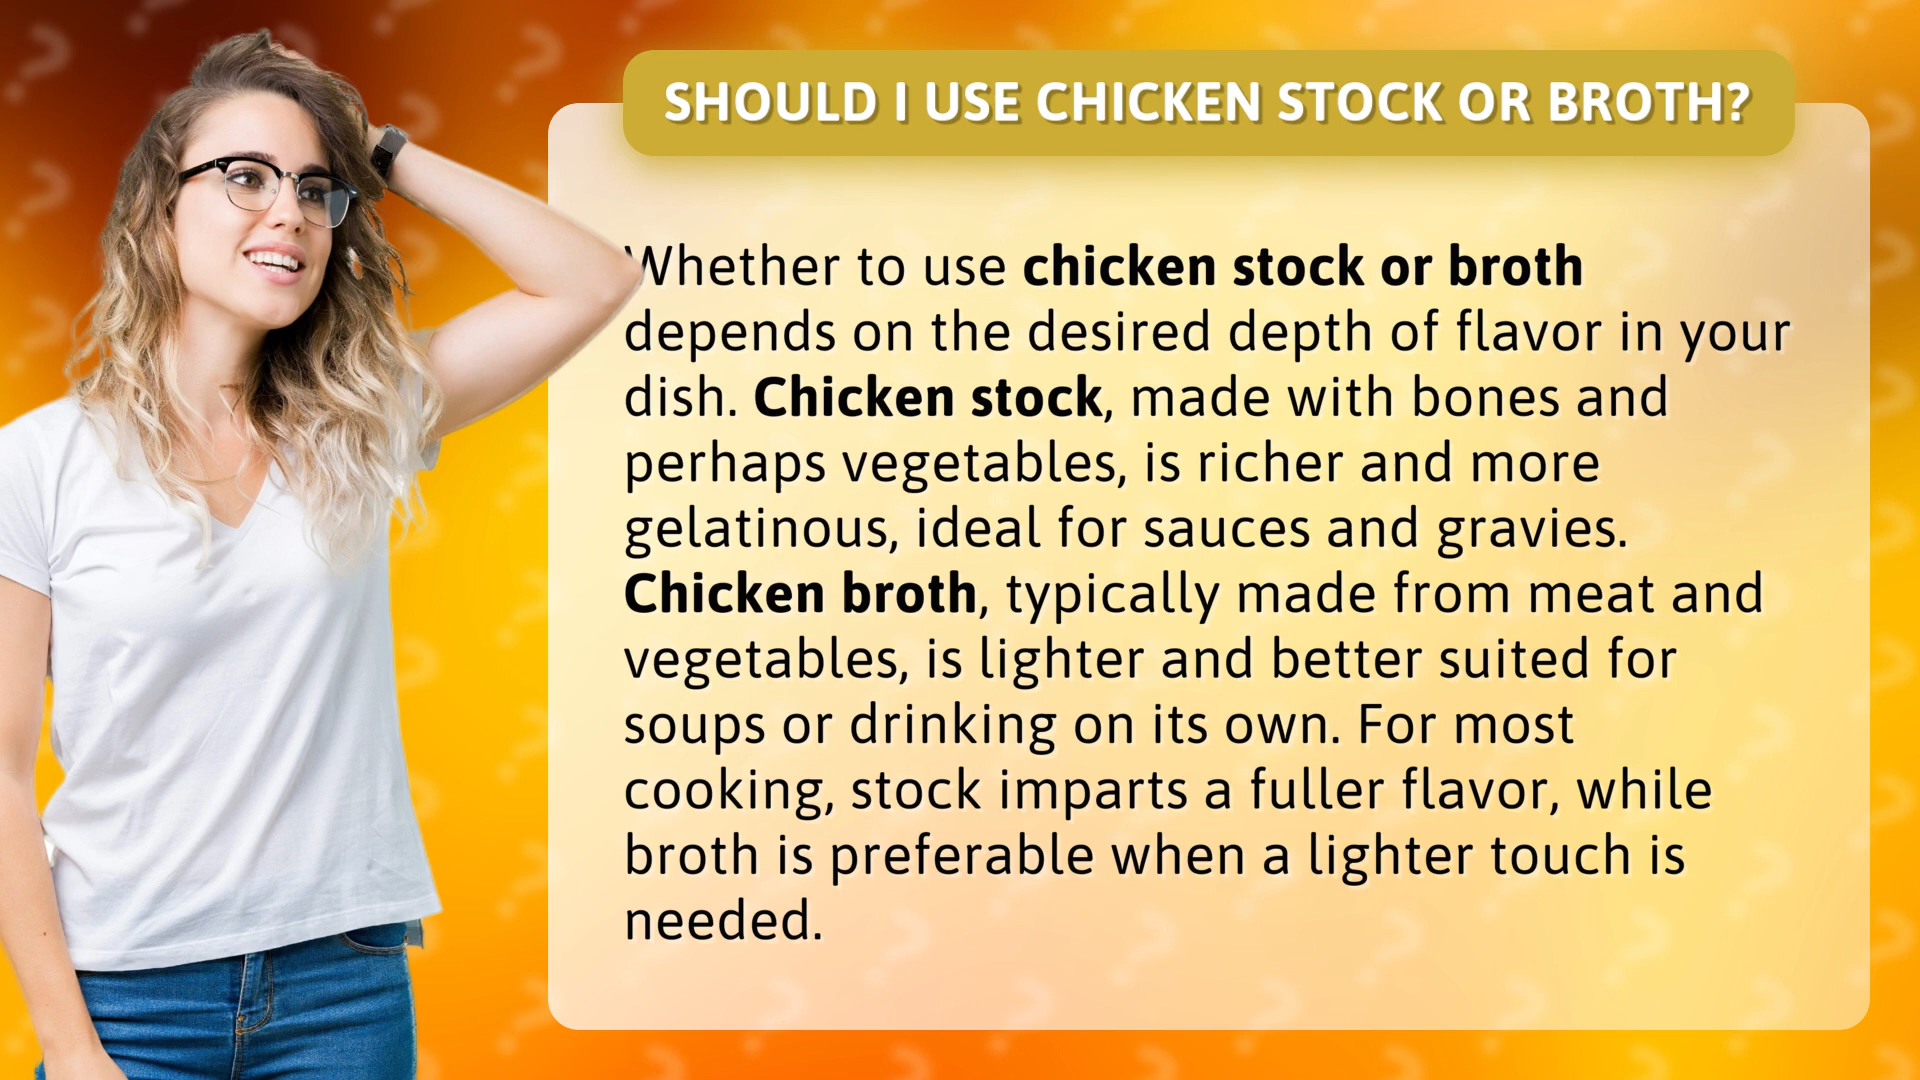 SHOULD I USE CHICKEN STOCK OR BROTH?
Whether to use chicken stock or broth
depends on the desired depth of flavor in your
dish. Chicken stock, made with bones and
perhaps vegetables, is richer and more
gelatinous, ideal for sauces and gravies.
Chicken broth, typically made from meat and
vegetables, is lighter and better suited for
soups or drinking on its own. For most
cooking, stock imparts a fuller flavor, while
broth is preferable when a lighter touch is
needed.